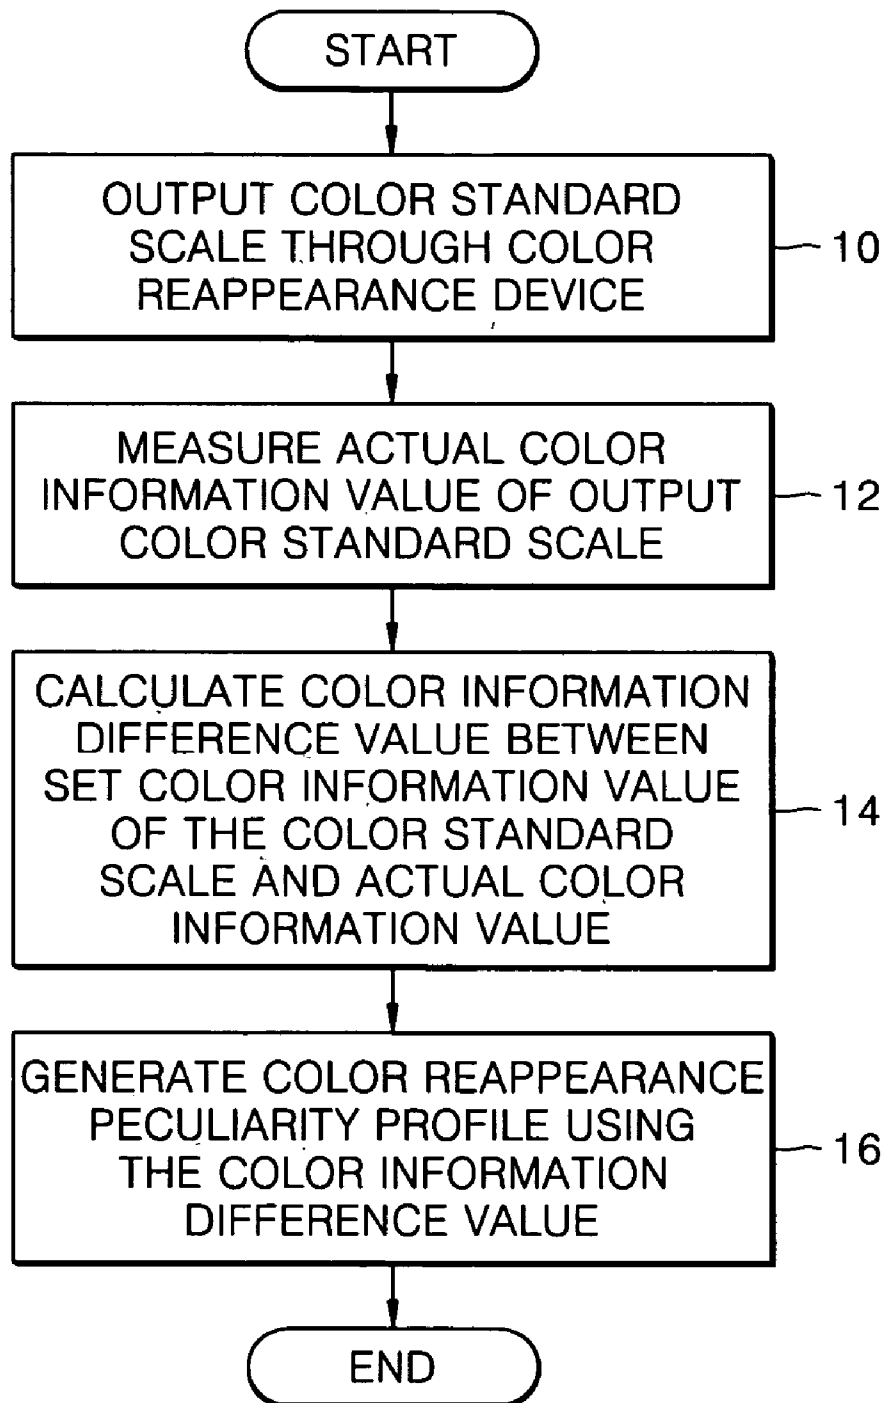 START
OUTPUT COLOR STANDARD
SCALE THROUGH COLOR
REAPPEARANCE DEVICE
10
MEASURE ACTUAL COLOR
INFORMATION VALUE OF OUTPUT
COLOR STANDARD SCALE
12
CALCULATE COLOR INFORMATION
DIFFERENCE VALUE BETWEEN
SET COLOR INFORMATION VALUE
OF THE COLOR STANDARD
SCALE AND ACTUAL COLOR
INFORMATION VALUE
14
GENERATE COLOR REAPPEARANCE
PECULIARITY PROFILE USING
THE COLOR INFORMATION
DIFFERENCE VALUE
16
END